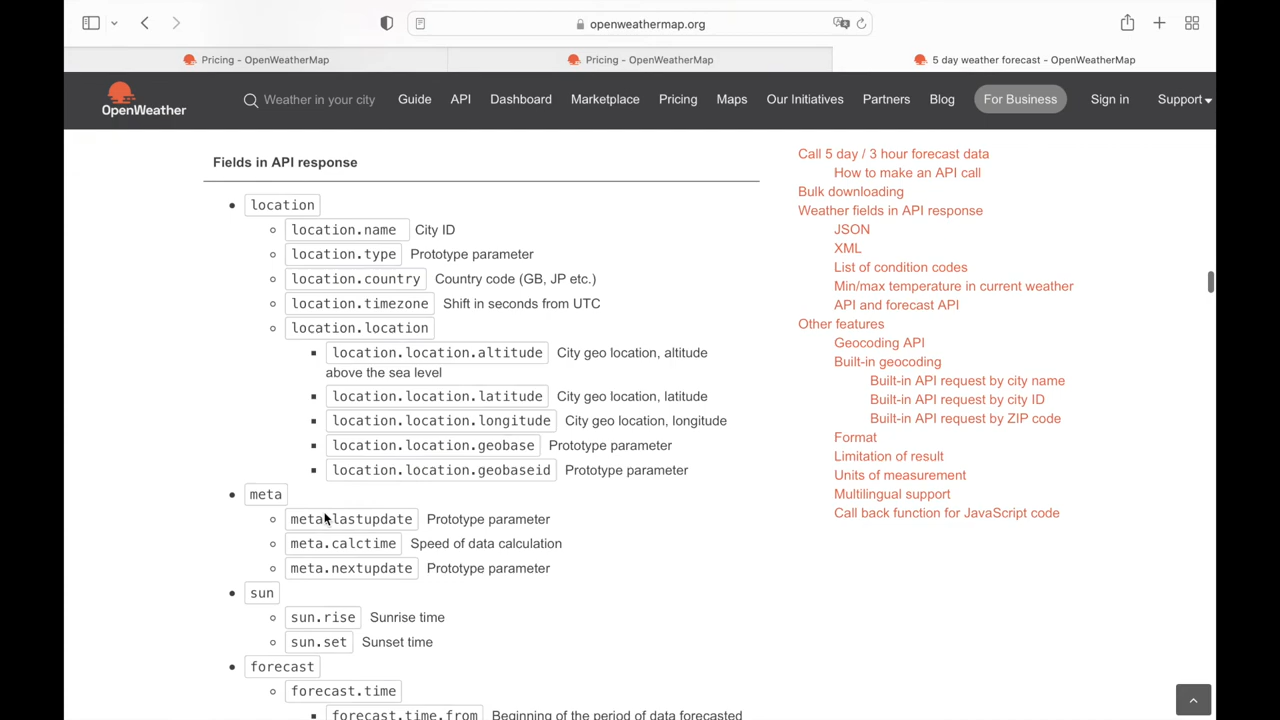 openweathermap.org
Pricing - OpenWeatherMap
Pricing - OpenWeatherMap
5 day weather forecast - OpenWeatherMap
OpenWeather
Weather in your city
Guide
API
Dashboard
Marketplace
Pricing
Maps
Our Initiatives
Partners
Blog
For Business
Sign in
Support
Fields in API response
location
location.name City ID
location.type Prototype parameter
location.country Country code (GB, JP etc.)
location.timezone Shift in seconds from UTC
location.location
location.location.altitude City geo location, altitude
above the sea level
location.location.latitude City geo location, latitude
location.location.longitude City geo location, longitude
location.location.geobase Prototype parameter
location.location.geobaseid Prototype parameter
meta
meta.lastupdate Prototype parameter
meta.calctime Speed of data calculation
meta.nextupdate Prototype parameter
sun
sun.rise Sunrise time
sun.set Sunset time
forecast
forecast.time
forecast.time.from Beginning of the period of data forecasted
Call 5 day / 3 hour forecast data
How to make an API call
Bulk downloading
Weather fields in API response
JSON
XML
List of condition codes
Min/max temperature in current weather
API and forecast API
Other features
Geocoding API
Built-in geocoding
Built-in API request by city name
Built-in API request by city ID
Built-in API request by ZIP code
Format
Limitation of result
Units of measurement
Multilingual support
Call back function for JavaScript code